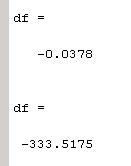 df =
-0.0378
df =
-333.5175